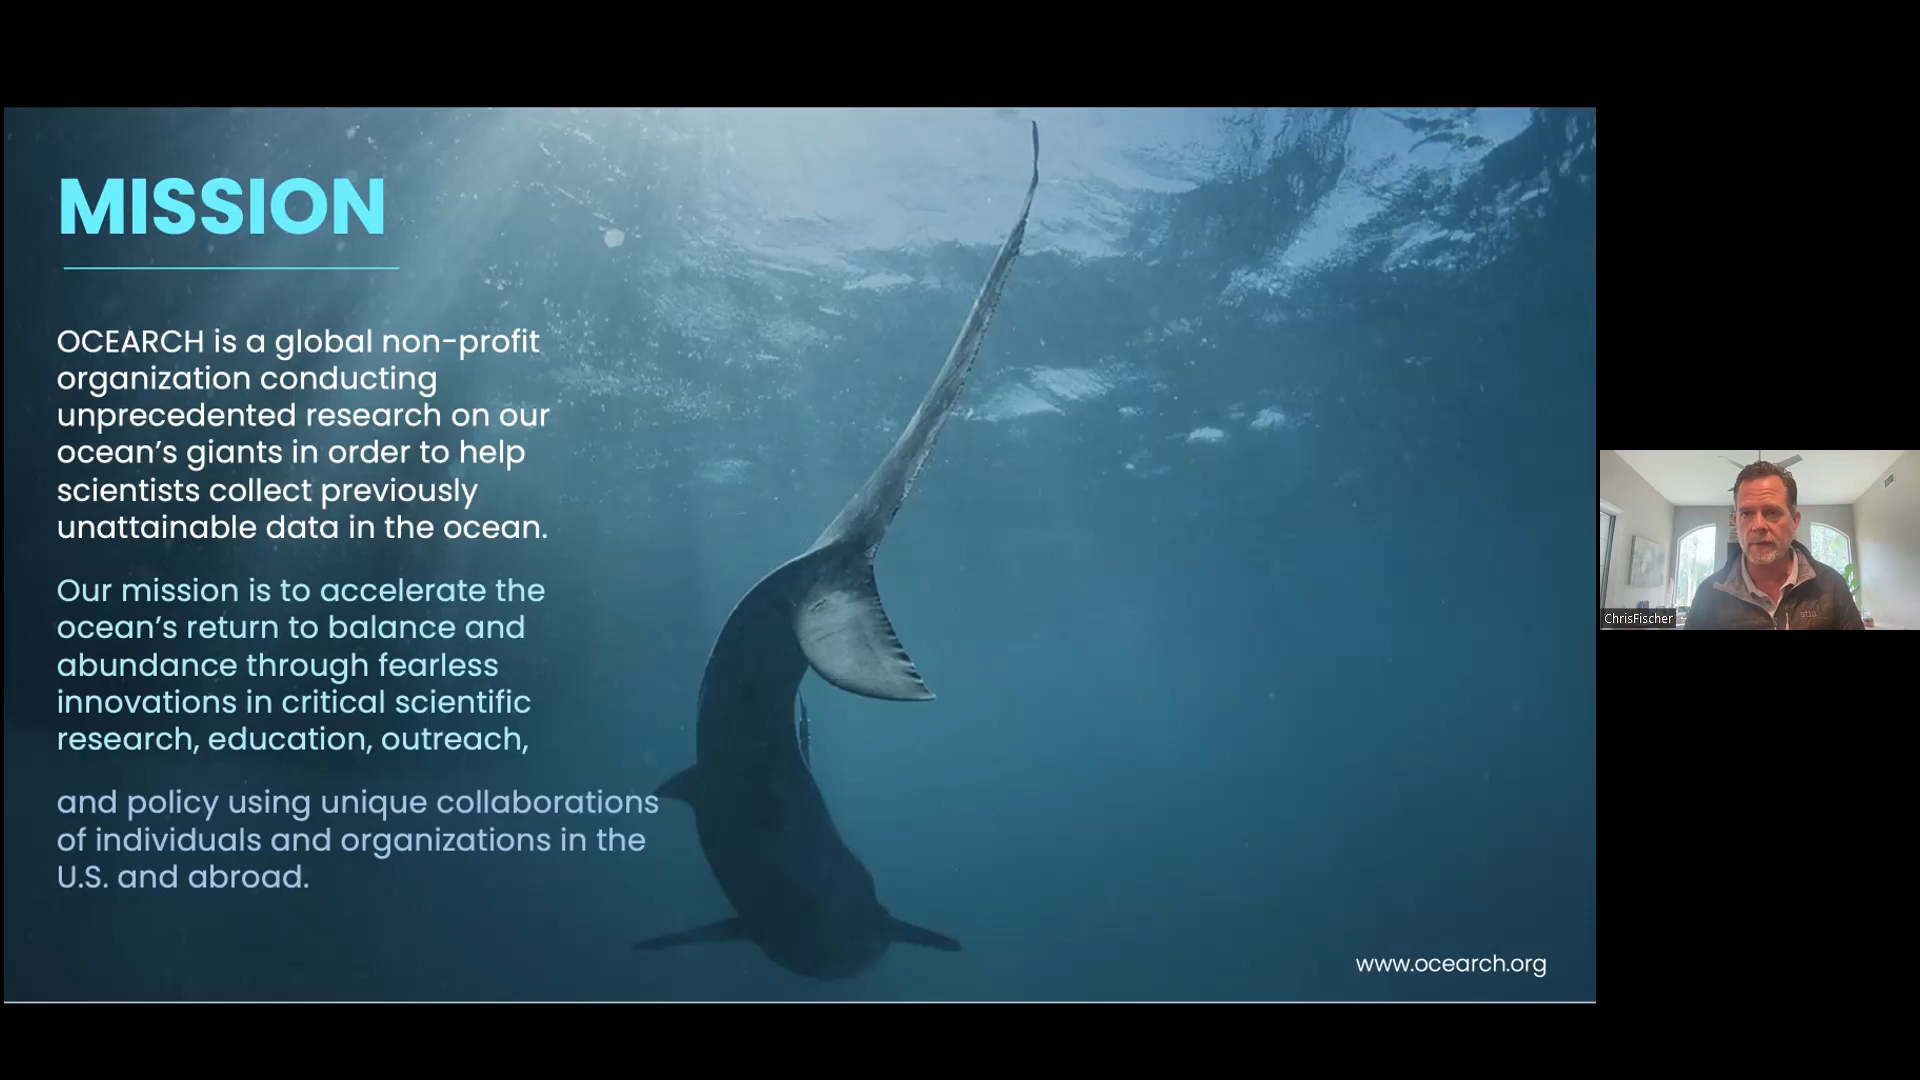 MISSION
OCEARCH is a global non-profit
organization conducting
unprecedented research on our
ocean’s giants in order to help
scientists collect previously
unattainable data in the ocean.
Our mission is to accelerate the
ocean’s return to balance and
abundance through fearless
innovations in critical scientific
research, education, outreach,
and policy using unique collaborations
of individuals and organizations in the
U.S. and abroad.
www.ocearch.org
ChrisFischer